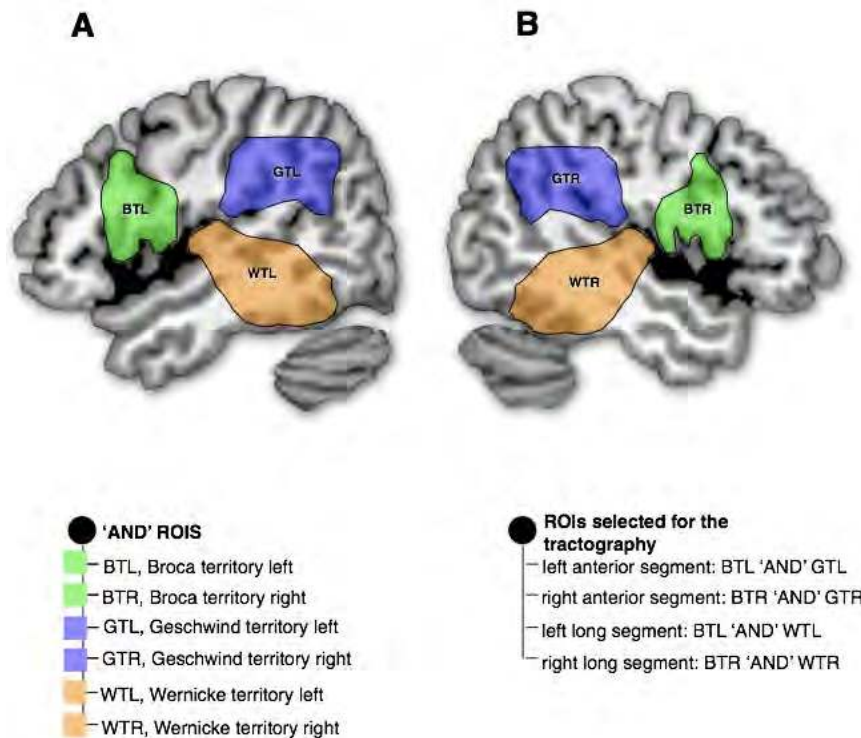 A
B
BTL
GTL
WTL
GTR
BTR
WTR
'AND' ROIS
BTL, Broca territory left
BTR, Broca territory right
GTL, Geschwind territory left
GTR, Geschwind territory right
WTL, Wernicke territory left
WTR, Wernicke territory right
ROIs selected for the
tractography
left anterior segment: BTL 'AND' GTL
right anterior segment: BTR 'AND' GTR
left long segment: BTL 'AND' WTL
right long segment: BTR 'AND' WTR